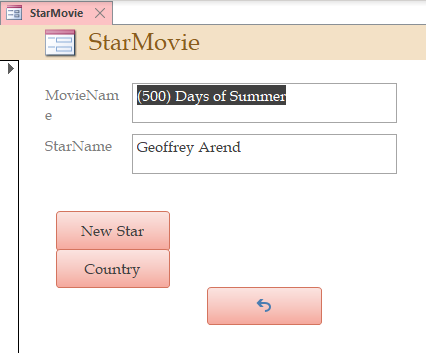 StarMovie
StarMovie
MovieNam
e
(500) Days of Summer
StarName
Geoffrey Arend
New Star
Country